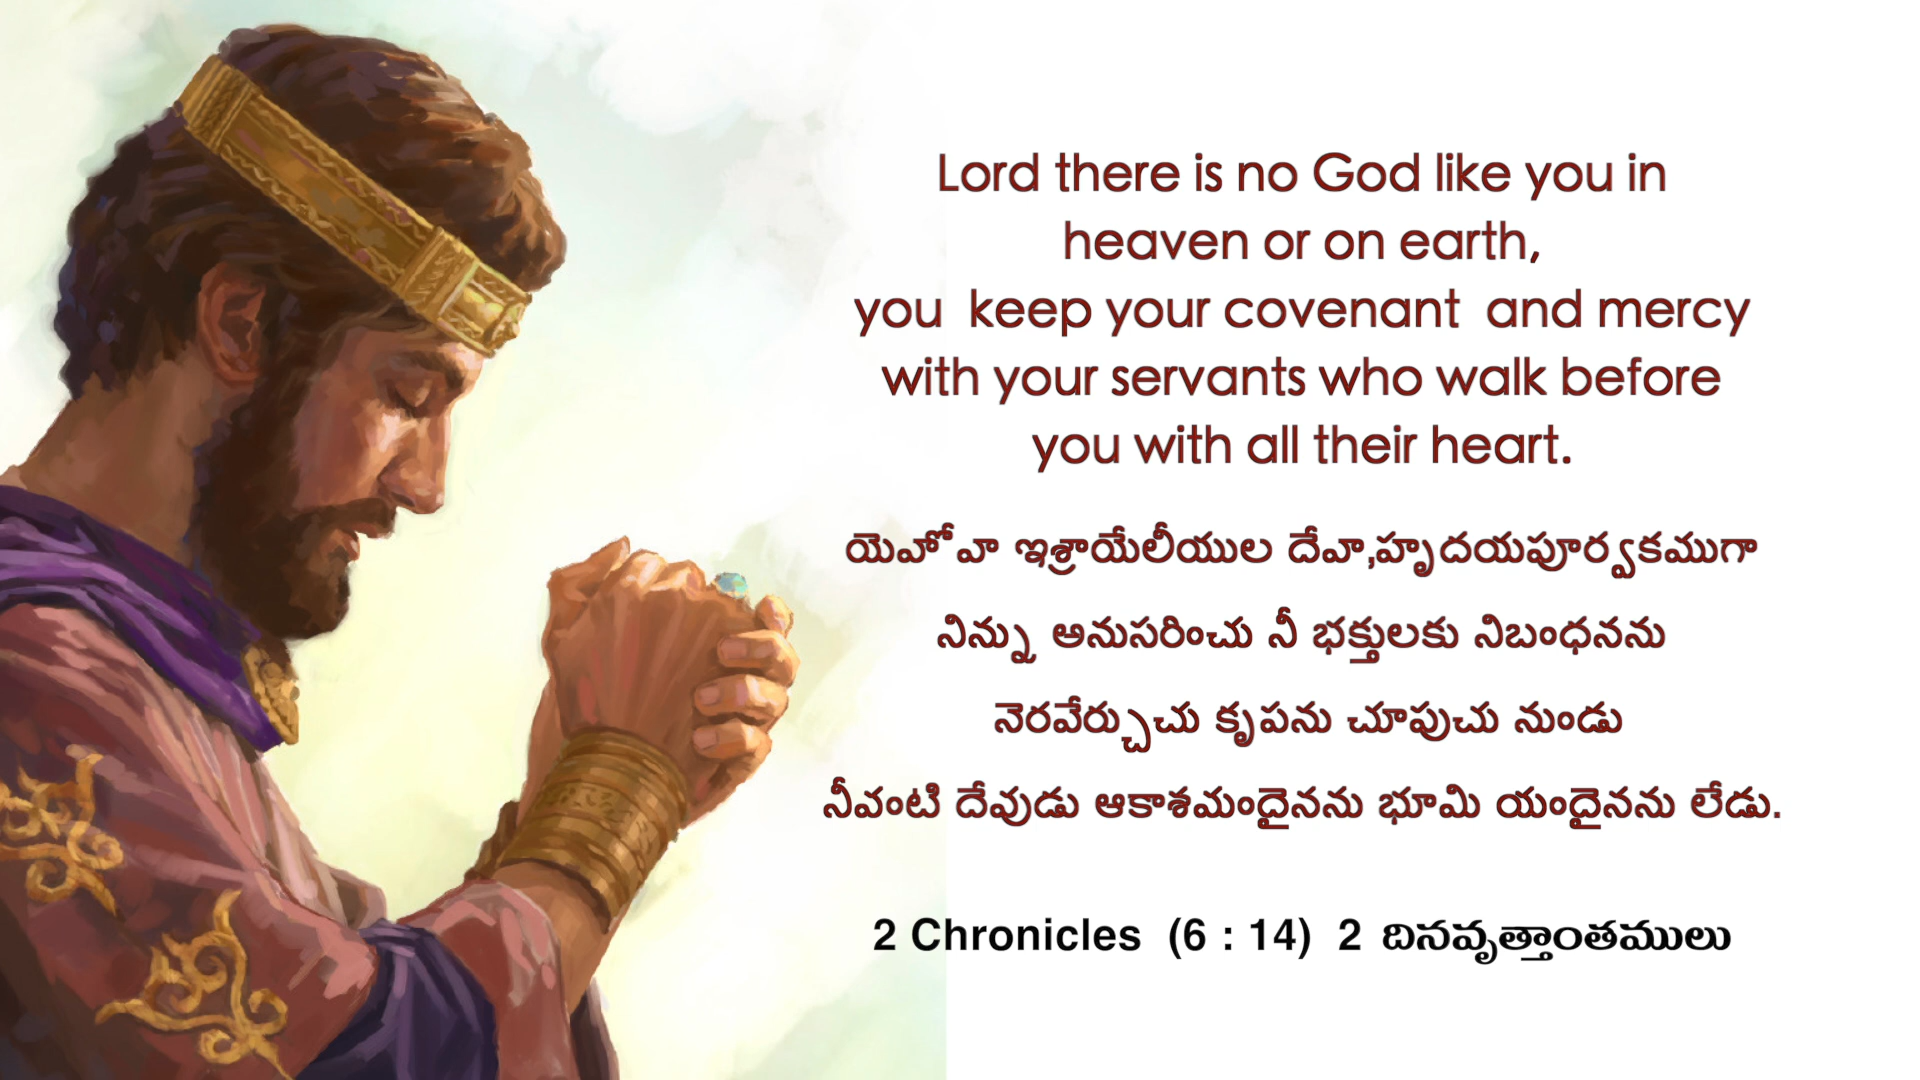 Lord there is no God like you in
heaven or on earth,
you keep your covenant and mercy
with your servants who walk before
you with all their heart.
యెహోవా ఇశ్రాయేలీయుల దేవా,హృదయపూర్వకముగా
నిన్ను అనుసరించు నీ భక్తులకు నిబంధనను
నెరవేర్చుచు కృపను చూపుచు నుండు
నీవంటి దేవుడు ఆకాశమందైనను భూమి యందైనను లేడు.
2 Chronicles (6 : 14) 2 దినవృత్తాంతములు